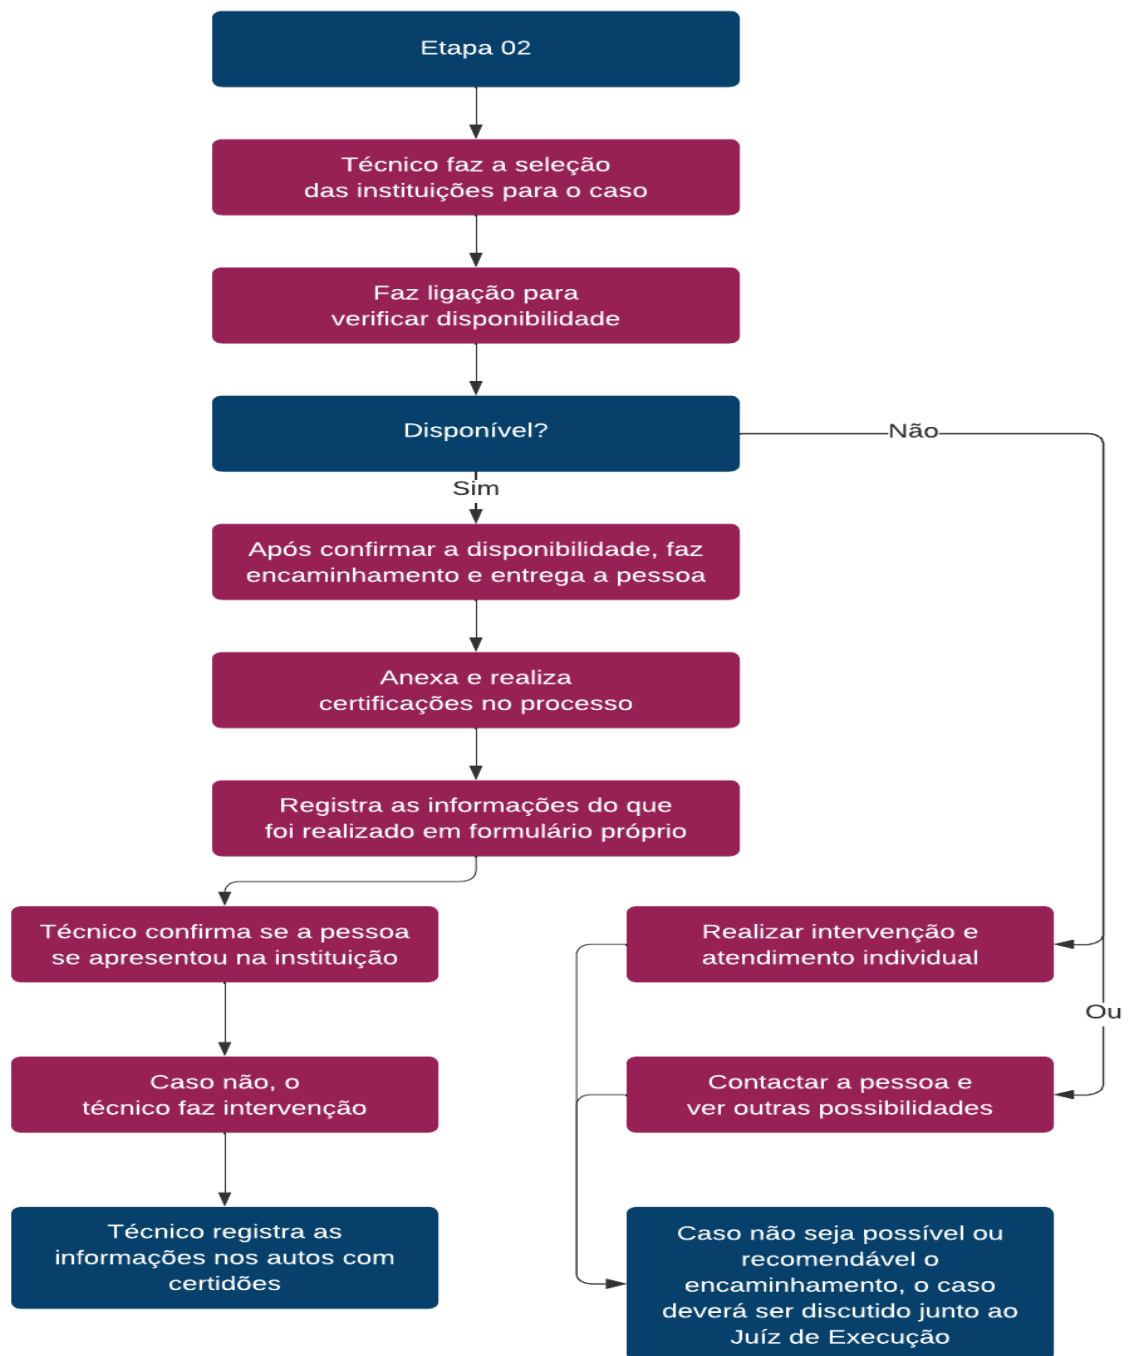 Etapa 02
Técnico faz a seleção
das instituições para o caso
Faz ligação para
verificar disponibilidade
Disponível?
Não
Sim
Após confirmar a disponibilidade, faz
encaminhamento e entrega a pessoa
Anexa e realiza
certificações no processo
Registra as informações do que
foi realizado em formulário próprio
Técnico confirma se a pessoa
se apresentou na instituição
Realizar intervenção e
atendimento individual
Ou
Caso não, o
técnico faz intervenção
Contactar a pessoa e
ver outras possibilidades
Técnico registra as
informações nos autos com
certidões
Caso não seja possível ou
recomendável o
encaminhamento, o caso
deverá ser discutido junto ao
Juíz de Execução